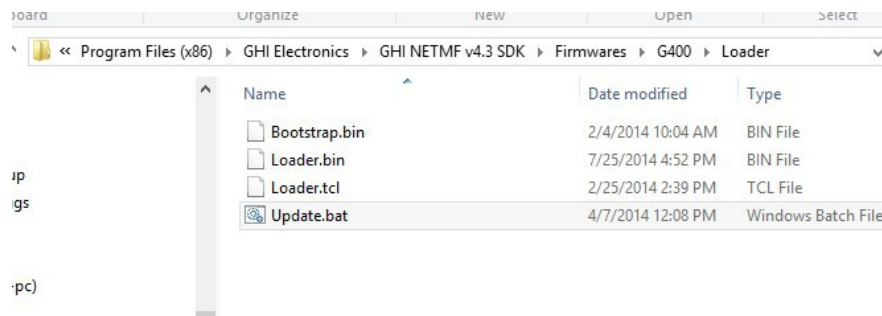 Organize New Open Select
« Program Files (x86) GHI Electronics GHI NETMF v4.3 SDK Firmwares G400 Loader
Name Date modified Type
Bootstrap.bin 2/4/2014 10:04 AM BIN File
Loader.bin 7/25/2014 4:52 PM BIN File
Loader.tcl 2/25/2014 2:39 PM TCL File
Update.bat 4/7/2014 12:08 PM Windows Batch File
-pc)